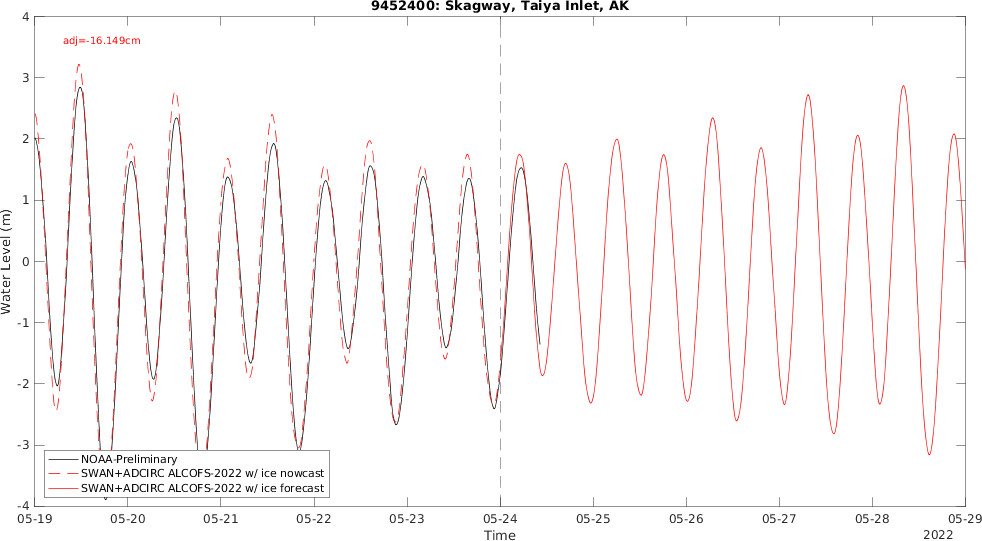 9452400: Skagway, Taiya Inlet, AK
adj=-16.149cm
Water Level (m)
4
3
2
1
0
-1
-2
-3
-4
NOAA-Preliminary
SWAN+ADCIRC ALCOFS-2022 w/ ice nowcast
SWAN+ADCIRC ALCOFS-2022 w/ ice forecast
05-19 05-20 05-21 05-22 05-23 05-24 05-25 05-26 05-27 05-28 05-29
Time
2022